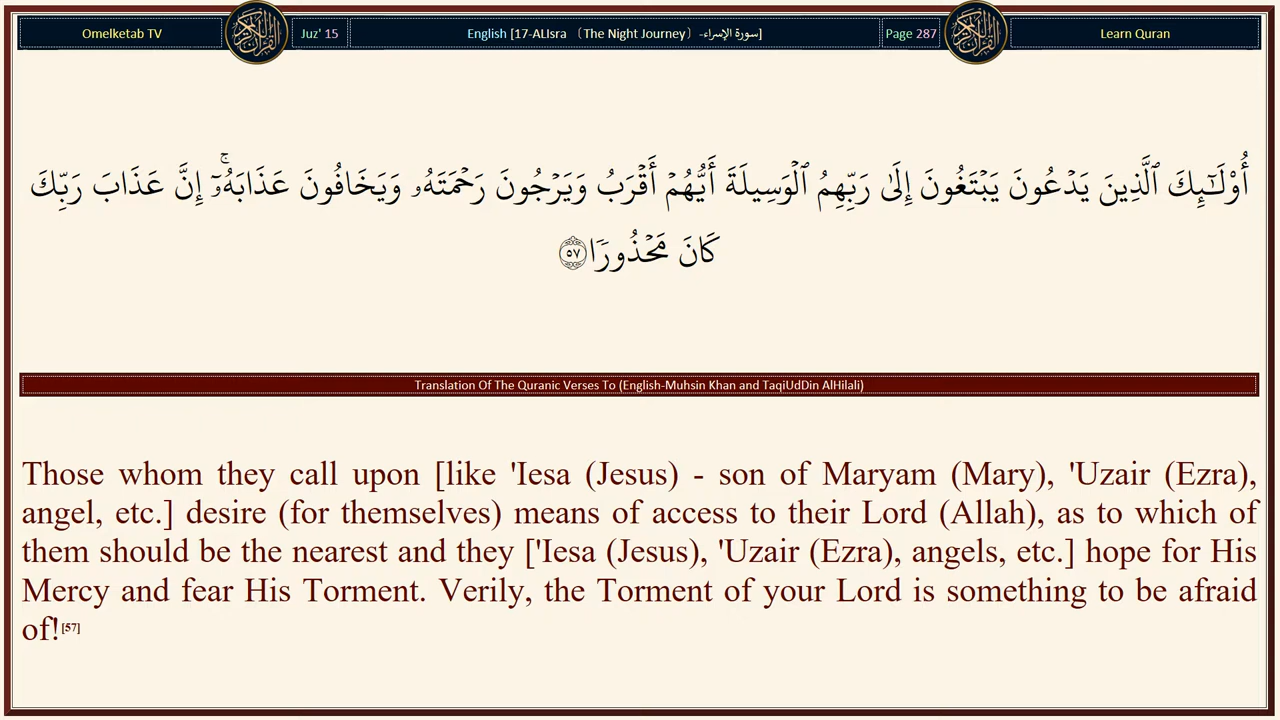 Omelketab TV
Juz' 15
English [17-ALIsra （The Night Journey）-سورة الإسراء]
Page 287
Learn Quran
أُوْلَٰٓئِكَ ٱلَّذِينَ يَدۡعُونَ يَبۡتَغُونَ إِلَىٰ رَبِّهِمُ ٱلۡوَسِيلَةَ أَيُّهُمۡ أَقۡرَبُ وَيَرۡجُونَ رَحۡمَتَهُۥ وَيَخَافُونَ عَذَابَهُۥٓۚ إِنَّ عَذَابَ رَبِّكَ
كَانَ مَحۡذُورٗا ٥٧
Translation Of The Quranic Verses To (English-Muhsin Khan and TaqiUdDin AlHilali)
Those whom they call upon [like 'Iesa (Jesus) - son of Maryam (Mary), 'Uzair (Ezra),
angel, etc.] desire (for themselves) means of access to their Lord (Allah), as to which of
them should be the nearest and they ['Iesa (Jesus), 'Uzair (Ezra), angels, etc.] hope for His
Mercy and fear His Torment. Verily, the Torment of your Lord is something to be afraid
of![57]